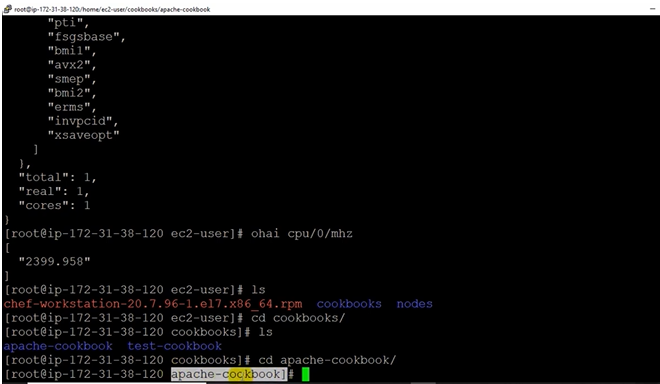 root@ip-172-31-38-120:/home/ec2-user/cookbooks/apache-cookbook
"pti",
"fsgsbase",
"bmi1",
"avx2",
"smep",
"bmi2",
"erms",
"invpcid",
"xsaveopt"
]
},
"total": 1,
"real": 1,
"cores": 1
}
[root@ip-172-31-38-120 ec2-user]# ohai cpu/0/mhz
[
"2399.958"
]
[root@ip-172-31-38-120 ec2-user]# ls
chef-workstation-20.7.96-1.el7.x86_64.rpm cookbooks nodes
[root@ip-172-31-38-120 ec2-user]# cd cookbooks/
[root@ip-172-31-38-120 cookbooks]# ls
apache-cookbook test-cookbook
[root@ip-172-31-38-120 cookbooks]# cd apache-cookbook/
[root@ip-172-31-38-120 apache-cookbook]#